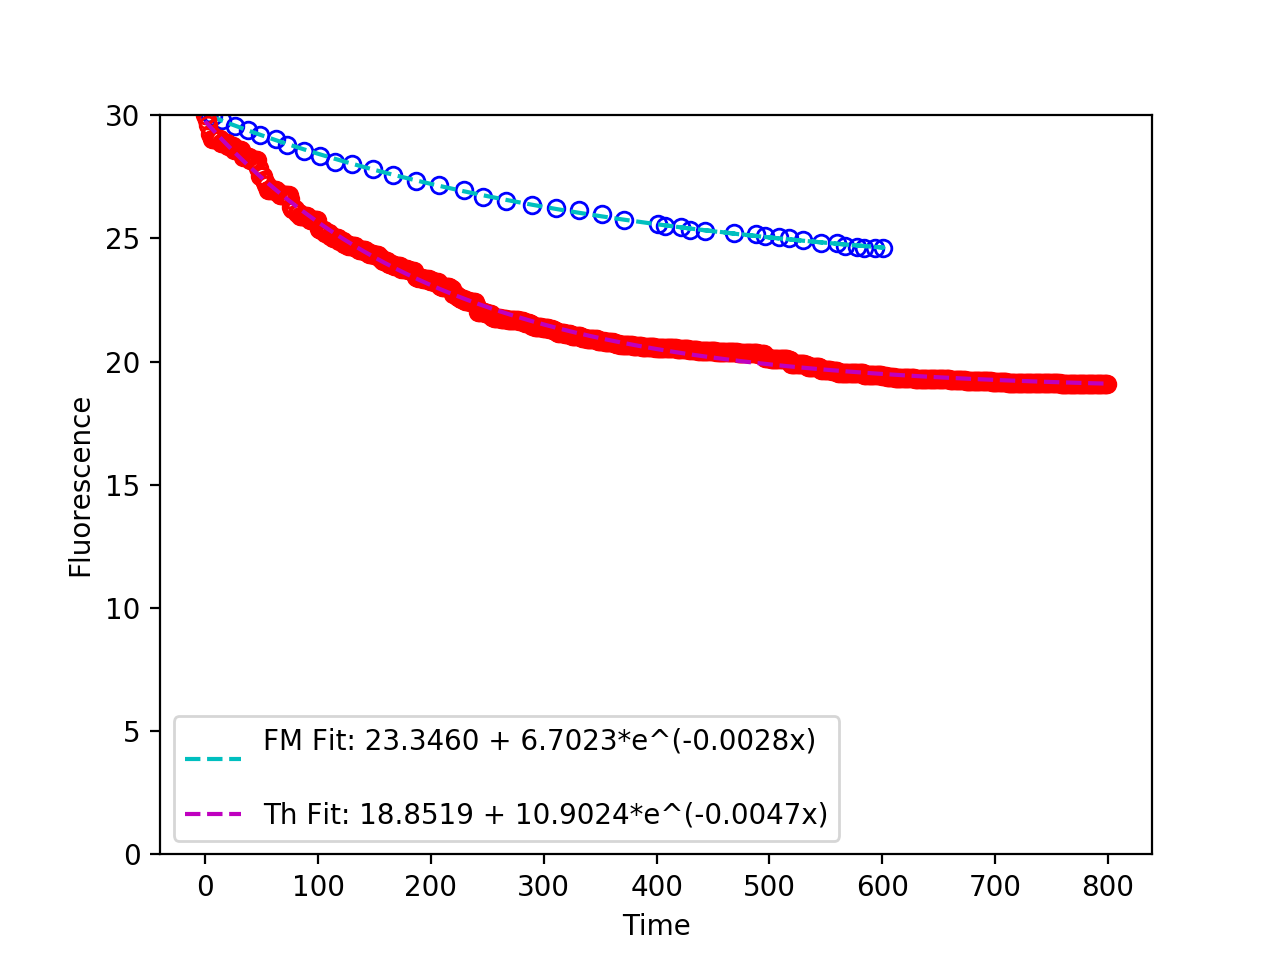 30
25
20
15
10
5
0
Fluorescence
FM Fit: 23.3460 + 6.7023*e^(-0.0028x)
Th Fit: 18.8519 + 10.9024*e^(-0.0047x)
0 100 200 300 400 500 600 700 800
Time